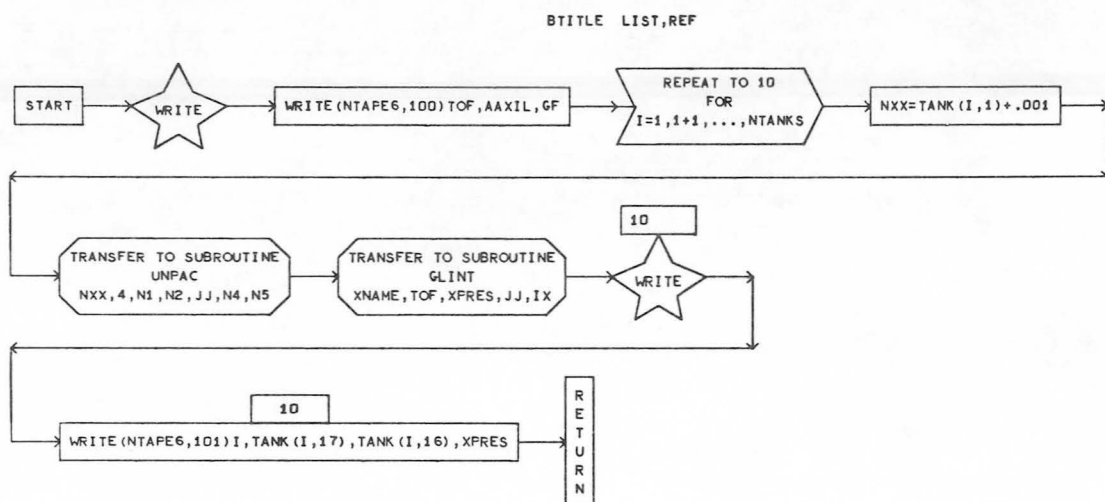 BTITLE LIST,REF
START
WRITE
WRITE(NTAPE6,100)TOF,AAXIL,GF
REPEAT TO 10
FOR
I=1,1+1,...,NTANKS
NXX=TANK(I,1)+.001
TRANSFER TO SUBROUTINE
UNPAC
NXX,4,N1,N2,JJ,N4,N5
TRANSFER TO SUBROUTINE
GLINT
XNAME,TOF,XPRES,JJ,IX
10
WRITE
10
WRITE(NTAPE6,101)I,TANK(I,17),TANK(I,16),XPRES
RETURN